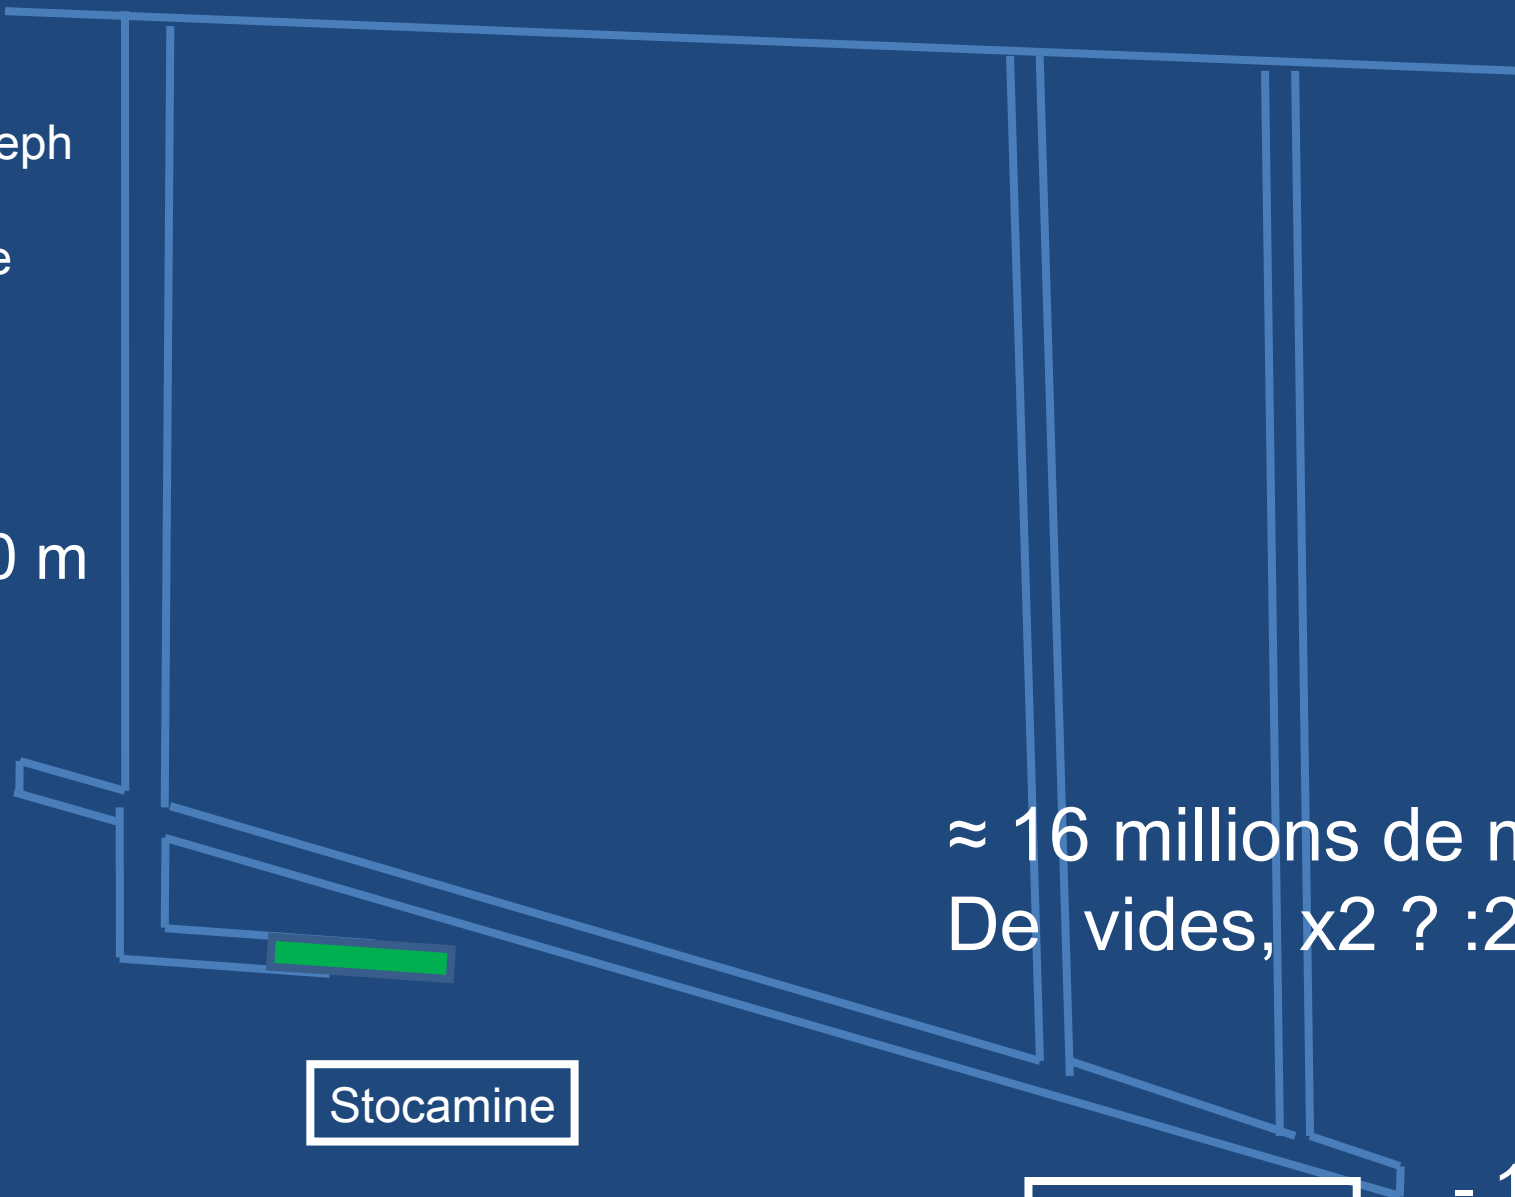 eph
e
0 m
≈ 16 millions de m
De vides, x2 ? :2
Stocamine
- 1